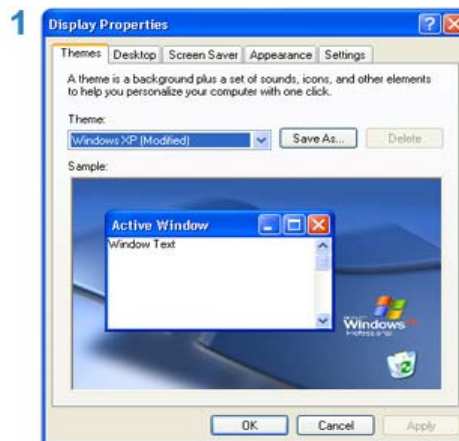 1
Display Properties
Themes Desktop Screen Saver Appearance Settings
A theme is a background plus a set of sounds, icons, and other elements
to help you personalize your computer with one click.
Theme:
Windows XP (Modified) Save As... Delete
Sample:
Active Window
Window Text
Windows xp
Professional
OK Cancel Apply